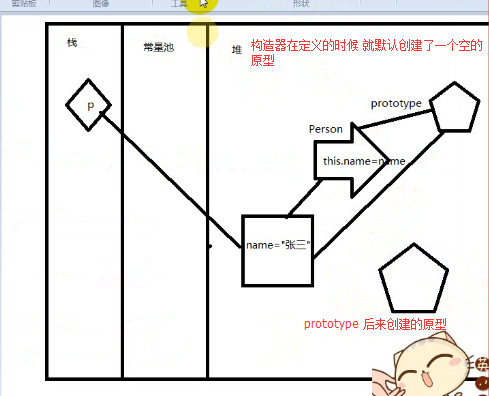 剪贴板 图像 工具 形状
栈 常量池 堆
构造器在定义的时候 就默认创建了一个空的
原型
p
prototype
Person
this.name=name
name="张三"
prototype 后来创建的原型